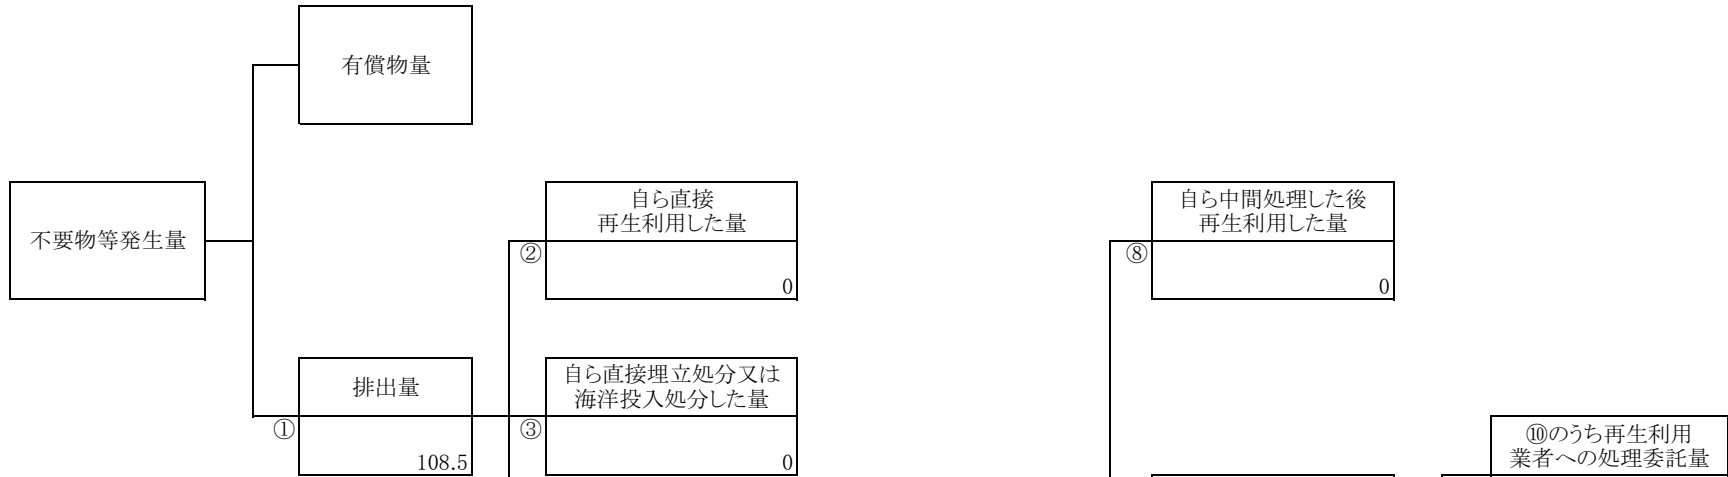 有償物量
不要物等発生量
自ら直接
再生利用した量
②
0
自ら中間処理した後
再生利用した量
⑧
0
排出量
①
108.5
自ら直接埋立処分又は
海洋投入処分した量
③
0
⑩のうち再生利用
業者への処理委託量